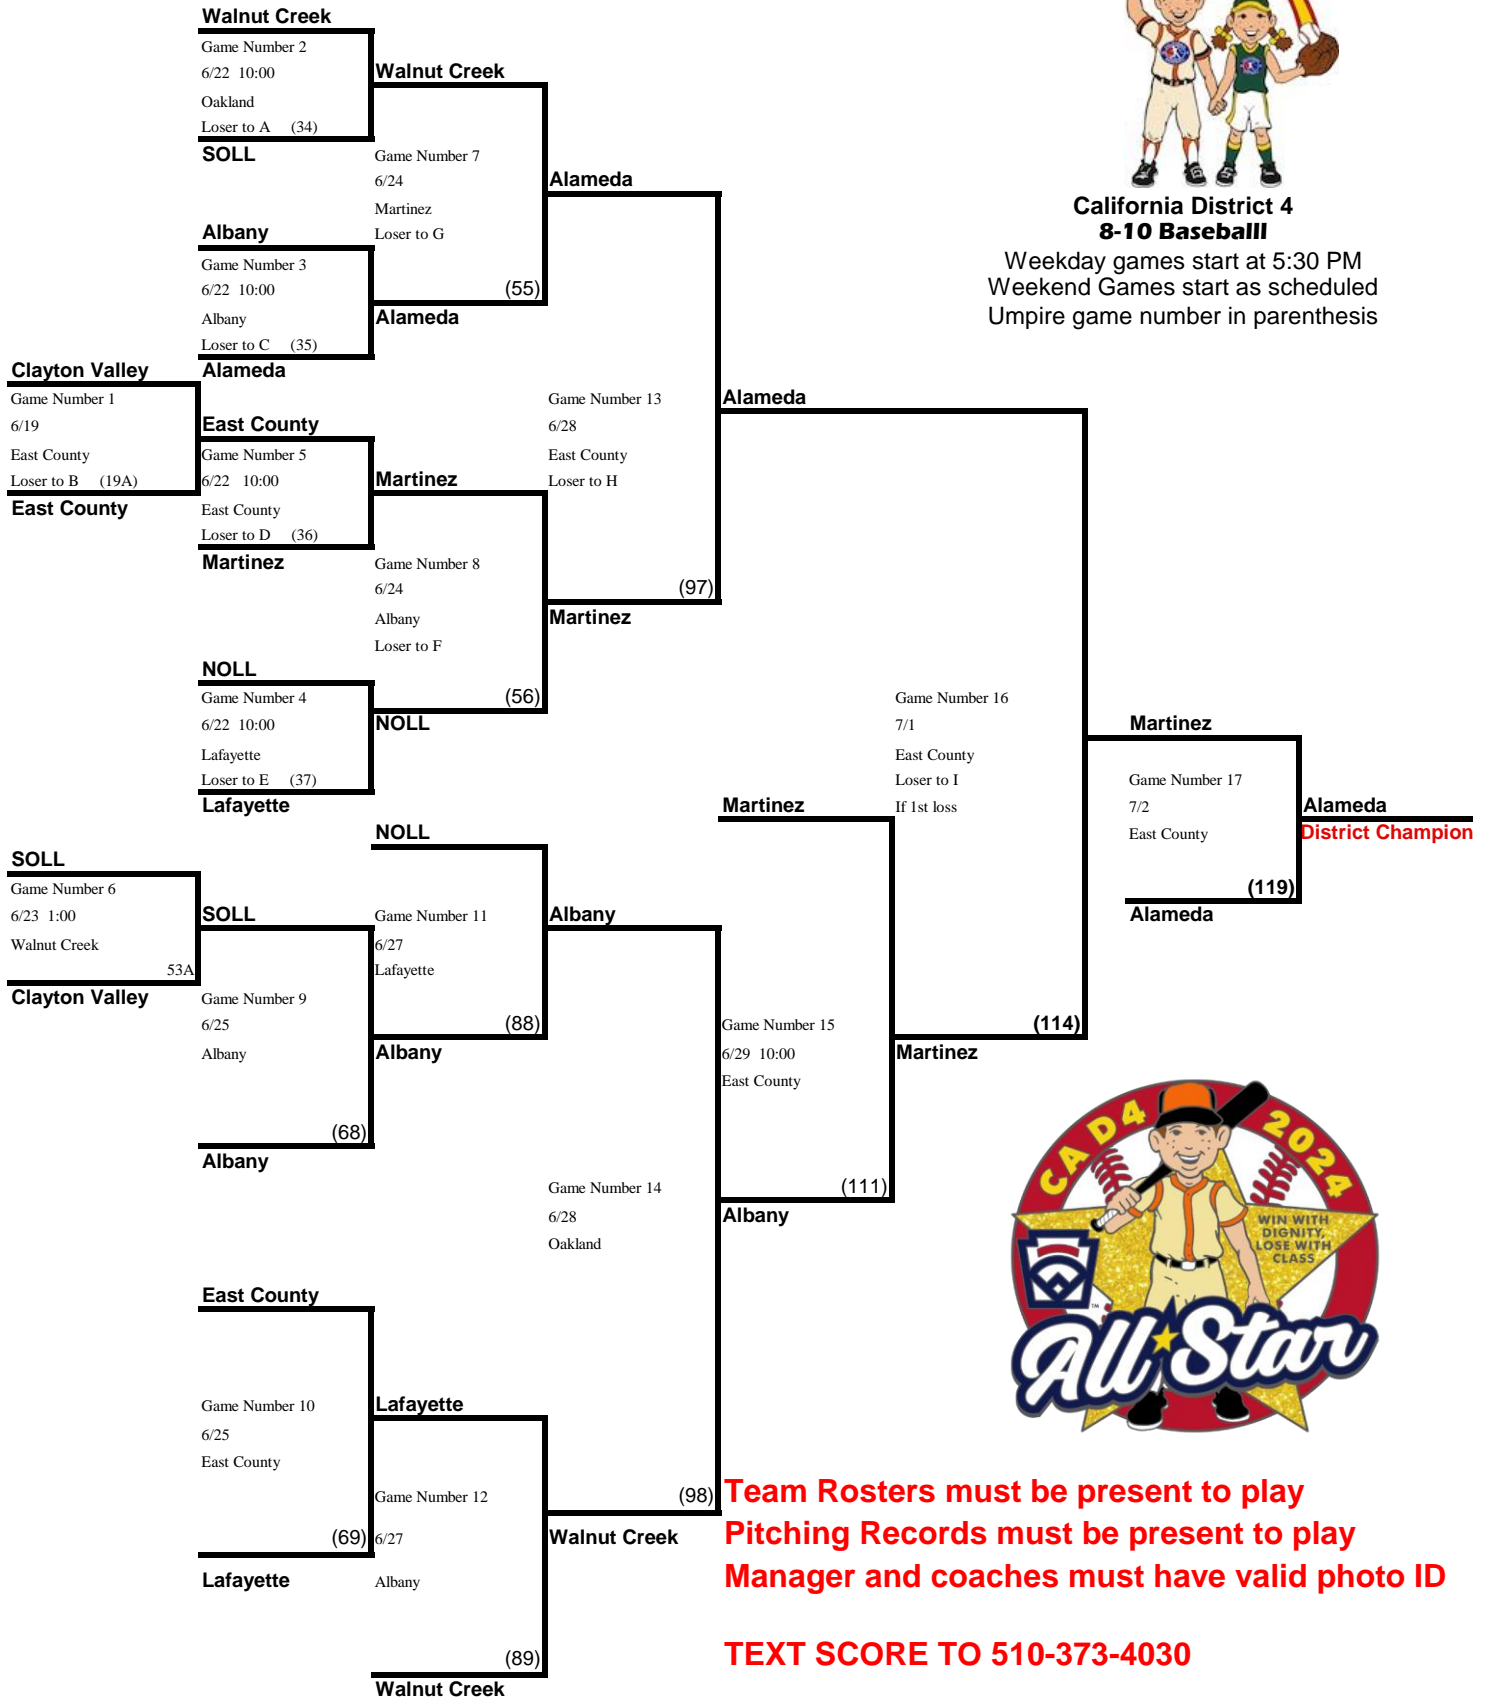 Walnut Creek
Game Number 2
6/22 10:00
Oakland
Loser to A (34)
SOLL
Walnut Creek
Game Number 7
6/24
Martinez
Loser to G
(55)
Alameda
Albany
Game Number 3
6/22 10:00
Albany
Loser to C (35)
Alameda
Alameda
Clayton Valley
Game Number 1
6/19
East County
Loser to B (19A)
East County
East County
Game Number 5
6/22 10:00
East County
Loser to D (36)
Martinez
Martinez
Game Number 8
6/24
Albany
Loser to F
(56)
NOLL
NOLL
Game Number 4
6/22 10:00
Lafayette
Loser to E (37)
Lafayette
Game Number 13
6/28
East County
Loser to H
(97)
Martinez
Alameda
Game Number 16
7/1
East County
Loser to I
If 1st loss
(114)
Martinez
Martinez
Game Number 17
7/2
East County
(119)
Alameda
Alameda
District Champion
SOLL
Game Number 6
6/23 1:00
Walnut Creek
53A
Clayton Valley
SOLL
Game Number 9
6/25
Albany
(68)
Albany
NOLL
Game Number 11
6/27
Lafayette
(88)
Albany
Albany
Game Number 14
6/28
Oakland
(98)
Walnut Creek
Martinez
Game Number 15
6/29 10:00
East County
(111)
Albany
East County
Game Number 10
6/25
East County
(69)
Lafayette
Lafayette
Game Number 12
6/27
Albany
(89)
Walnut Creek
California District 4
8-10 Baseballl
Weekday games start at 5:30 PM
Weekend Games start as scheduled
Umpire game number in parenthesis
CA D4 2024
WIN WITH
DIGNITY,
LOSE WITH
CLASS
TM
All Star
Team Rosters must be present to play
Pitching Records must be present to play
Manager and coaches must have valid photo ID
TEXT SCORE TO 510-373-4030